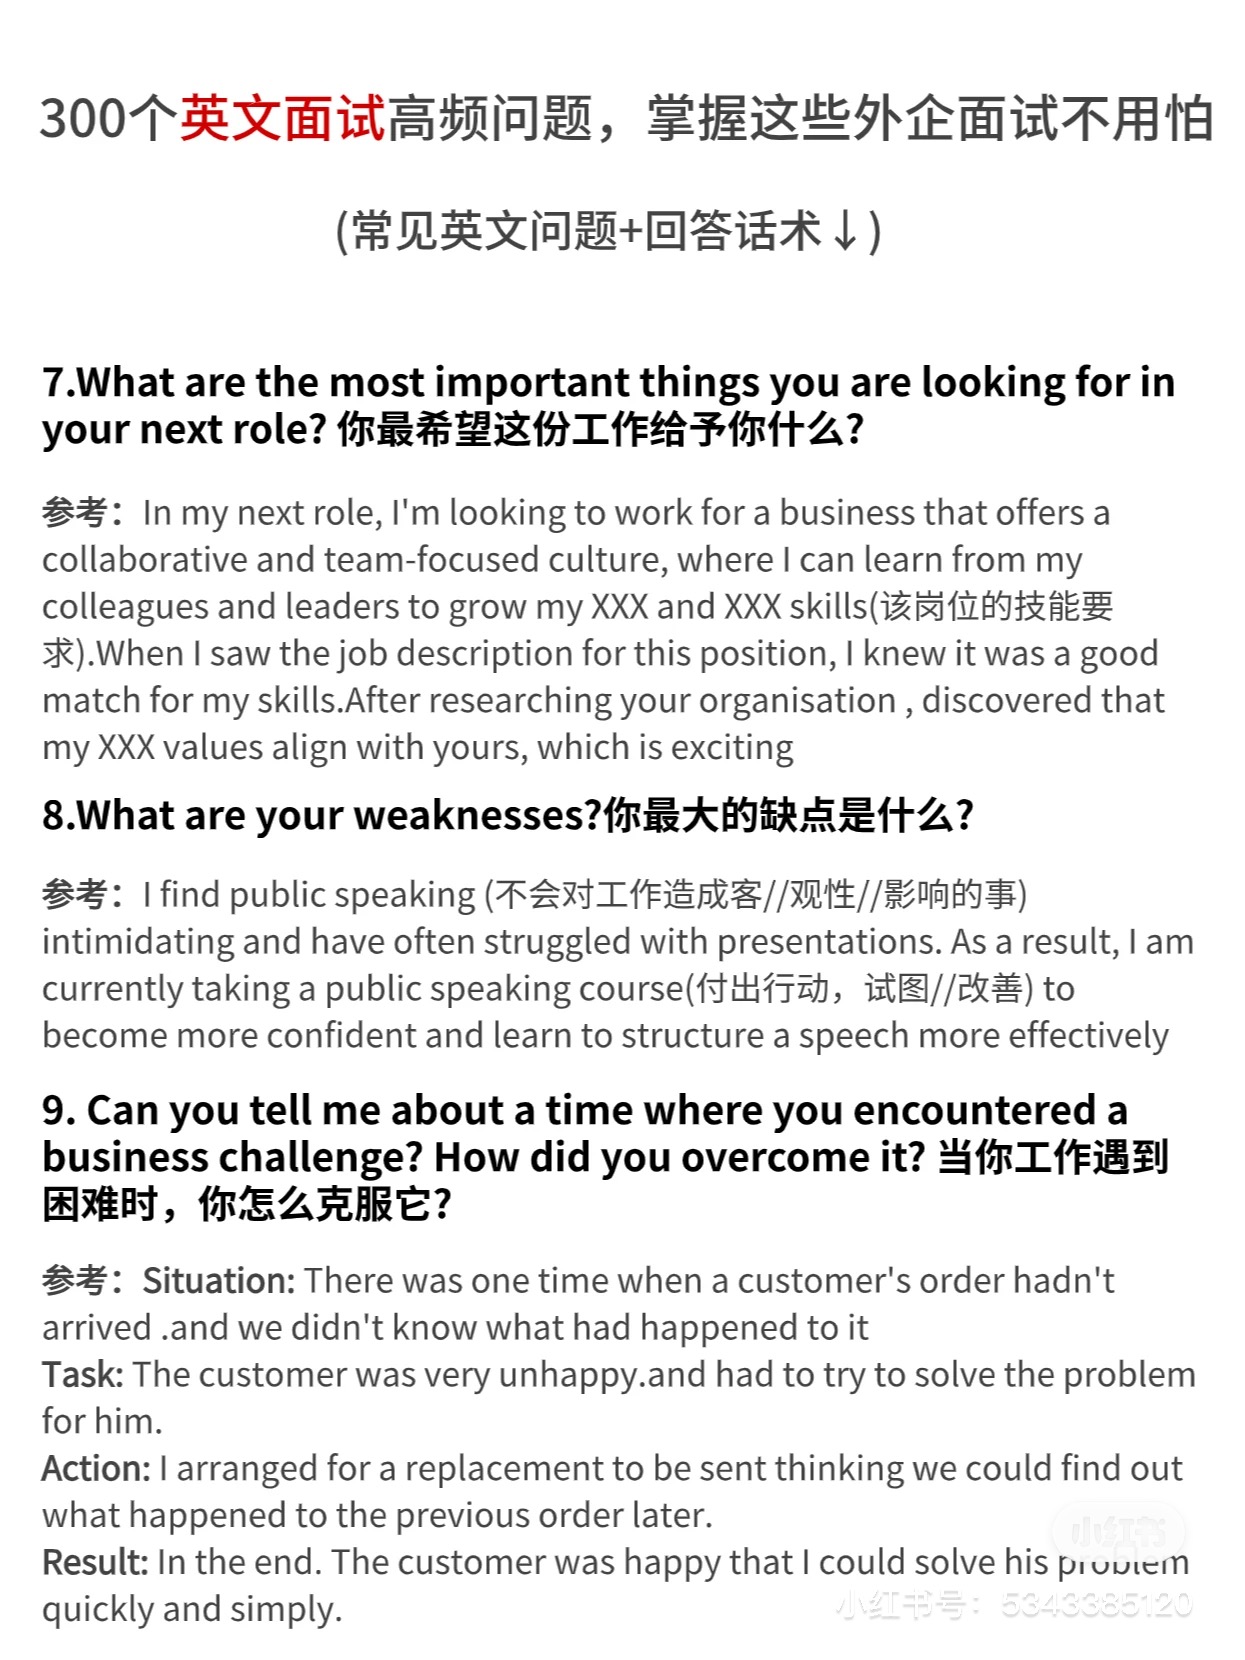 300个英文面试高频问题，掌握这些外企面试不用怕
(常见英文问题+回答话术↓)
7.What are the most important things you are looking for in
your next role? 你最希望这份工作给予你什么?
参考：In my next role, I'm looking to work for a business that offers a
collaborative and team-focused culture, where I can learn from my
colleagues and leaders to grow my XXX and XXX skills(该岗位的技能要
求).When I saw the job description for this position, I knew it was a good
match for my skills.After researching your organisation , discovered that
my XXX values align with yours, which is exciting
8.What are your weaknesses?你最大的缺点是什么?
参考：I find public speaking (不会对工作造成客//观性//影响的事)
intimidating and have often struggled with presentations. As a result, I am
currently taking a public speaking course(付出行动，试图//改善) to
become more confident and learn to structure a speech more effectively
9. Can you tell me about a time where you encountered a
business challenge? How did you overcome it? 当你工作遇到
困难时，你怎么克服它?
参考：Situation: There was one time when a customer's order hadn't
arrived .and we didn't know what had happened to it
Task: The customer was very unhappy.and had to try to solve the problem
for him.
Action: I arranged for a replacement to be sent thinking we could find out
what happened to the previous order later.
Result: In the end. The customer was happy that I could solve his problem
quickly and simply.
小红书
小红书号：5343385120